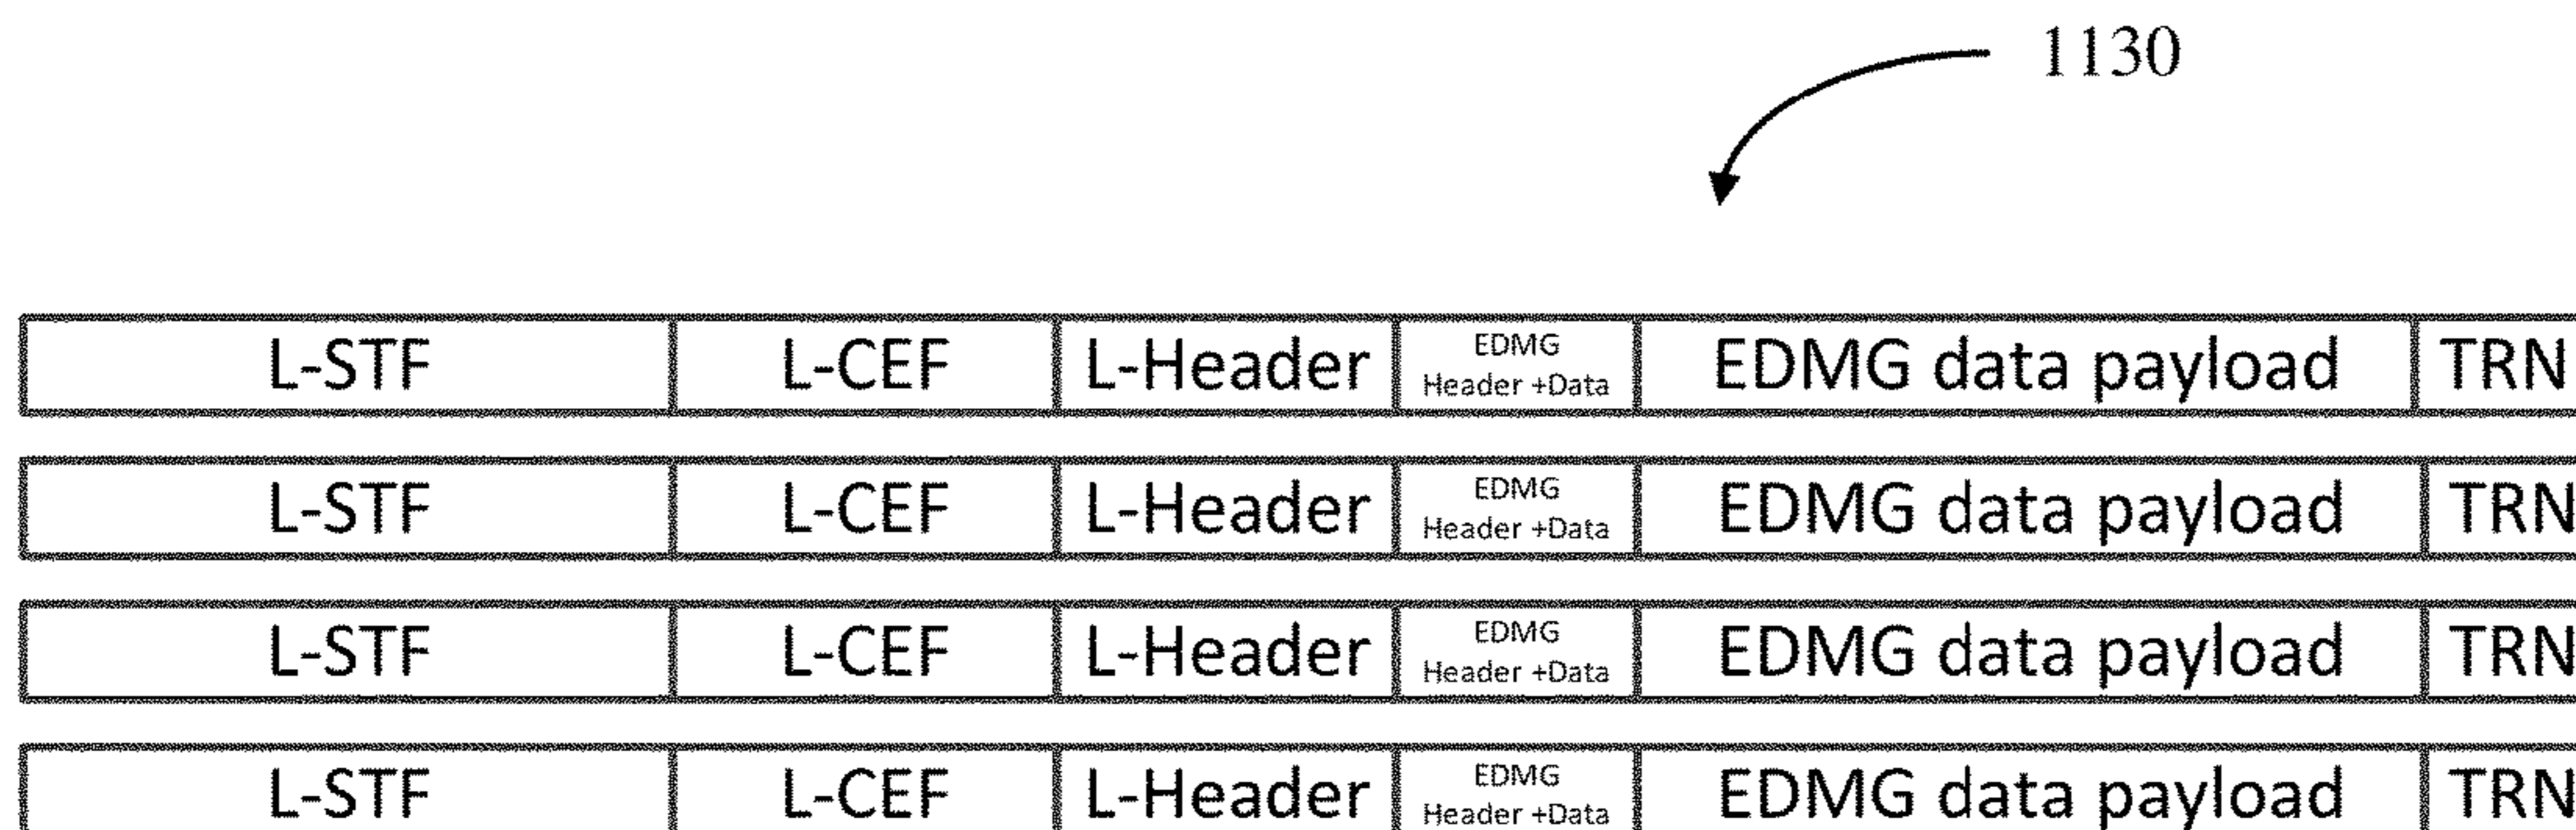 1130
L-STF L-CEF L-Header EDMG Header +Data EDMG data payload TRN
L-STF L-CEF L-Header EDMG Header +Data EDMG data payload TRN
L-STF L-CEF L-Header EDMG Header +Data EDMG data payload TRN
L-STF L-CEF L-Header EDMG Header +Data EDMG data payload TRN